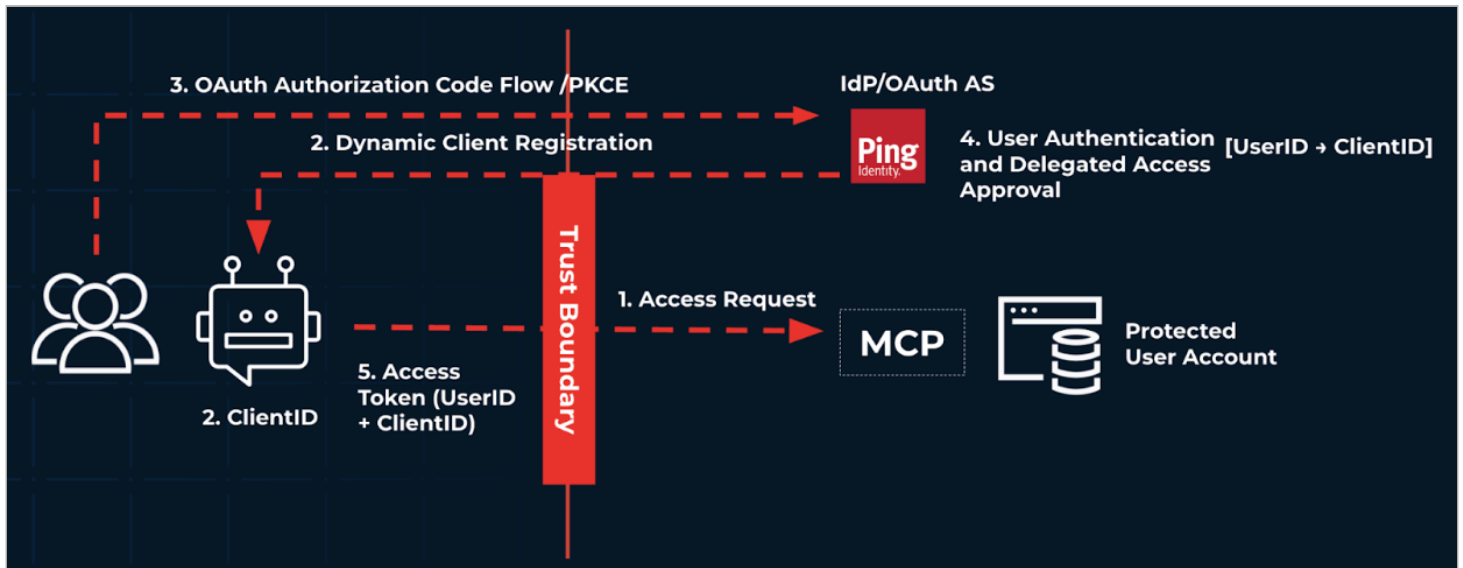 3. OAuth Authorization Code Flow /PKCE
IdP/OAuth AS
2. Dynamic Client Registration
Ping
Identity.
4. User Authentication
and Delegated Access
Approval
[UserID → ClientID]
Trust Boundary
1. Access Request
MCP
Protected
User Account
5. Access
Token (UserID
+ ClientID)
2. ClientID